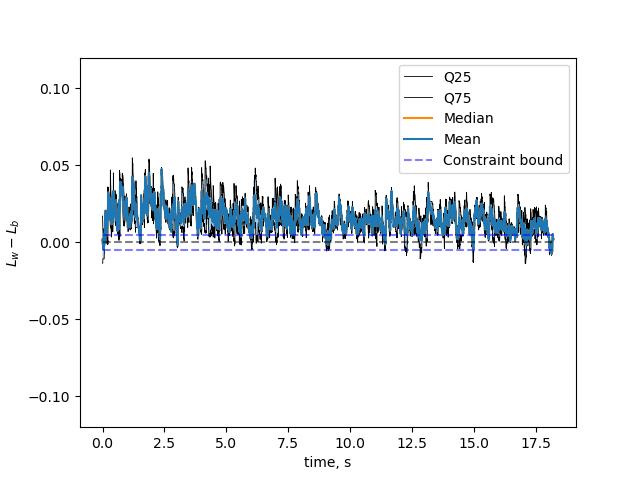 Q25
Q75
Median
Mean
Constraint bound
0.10
0.05
0.00
−0.05
−0.10
L_w − L_b
0.0 2.5 5.0 7.5 10.0 12.5 15.0 17.5
time, s